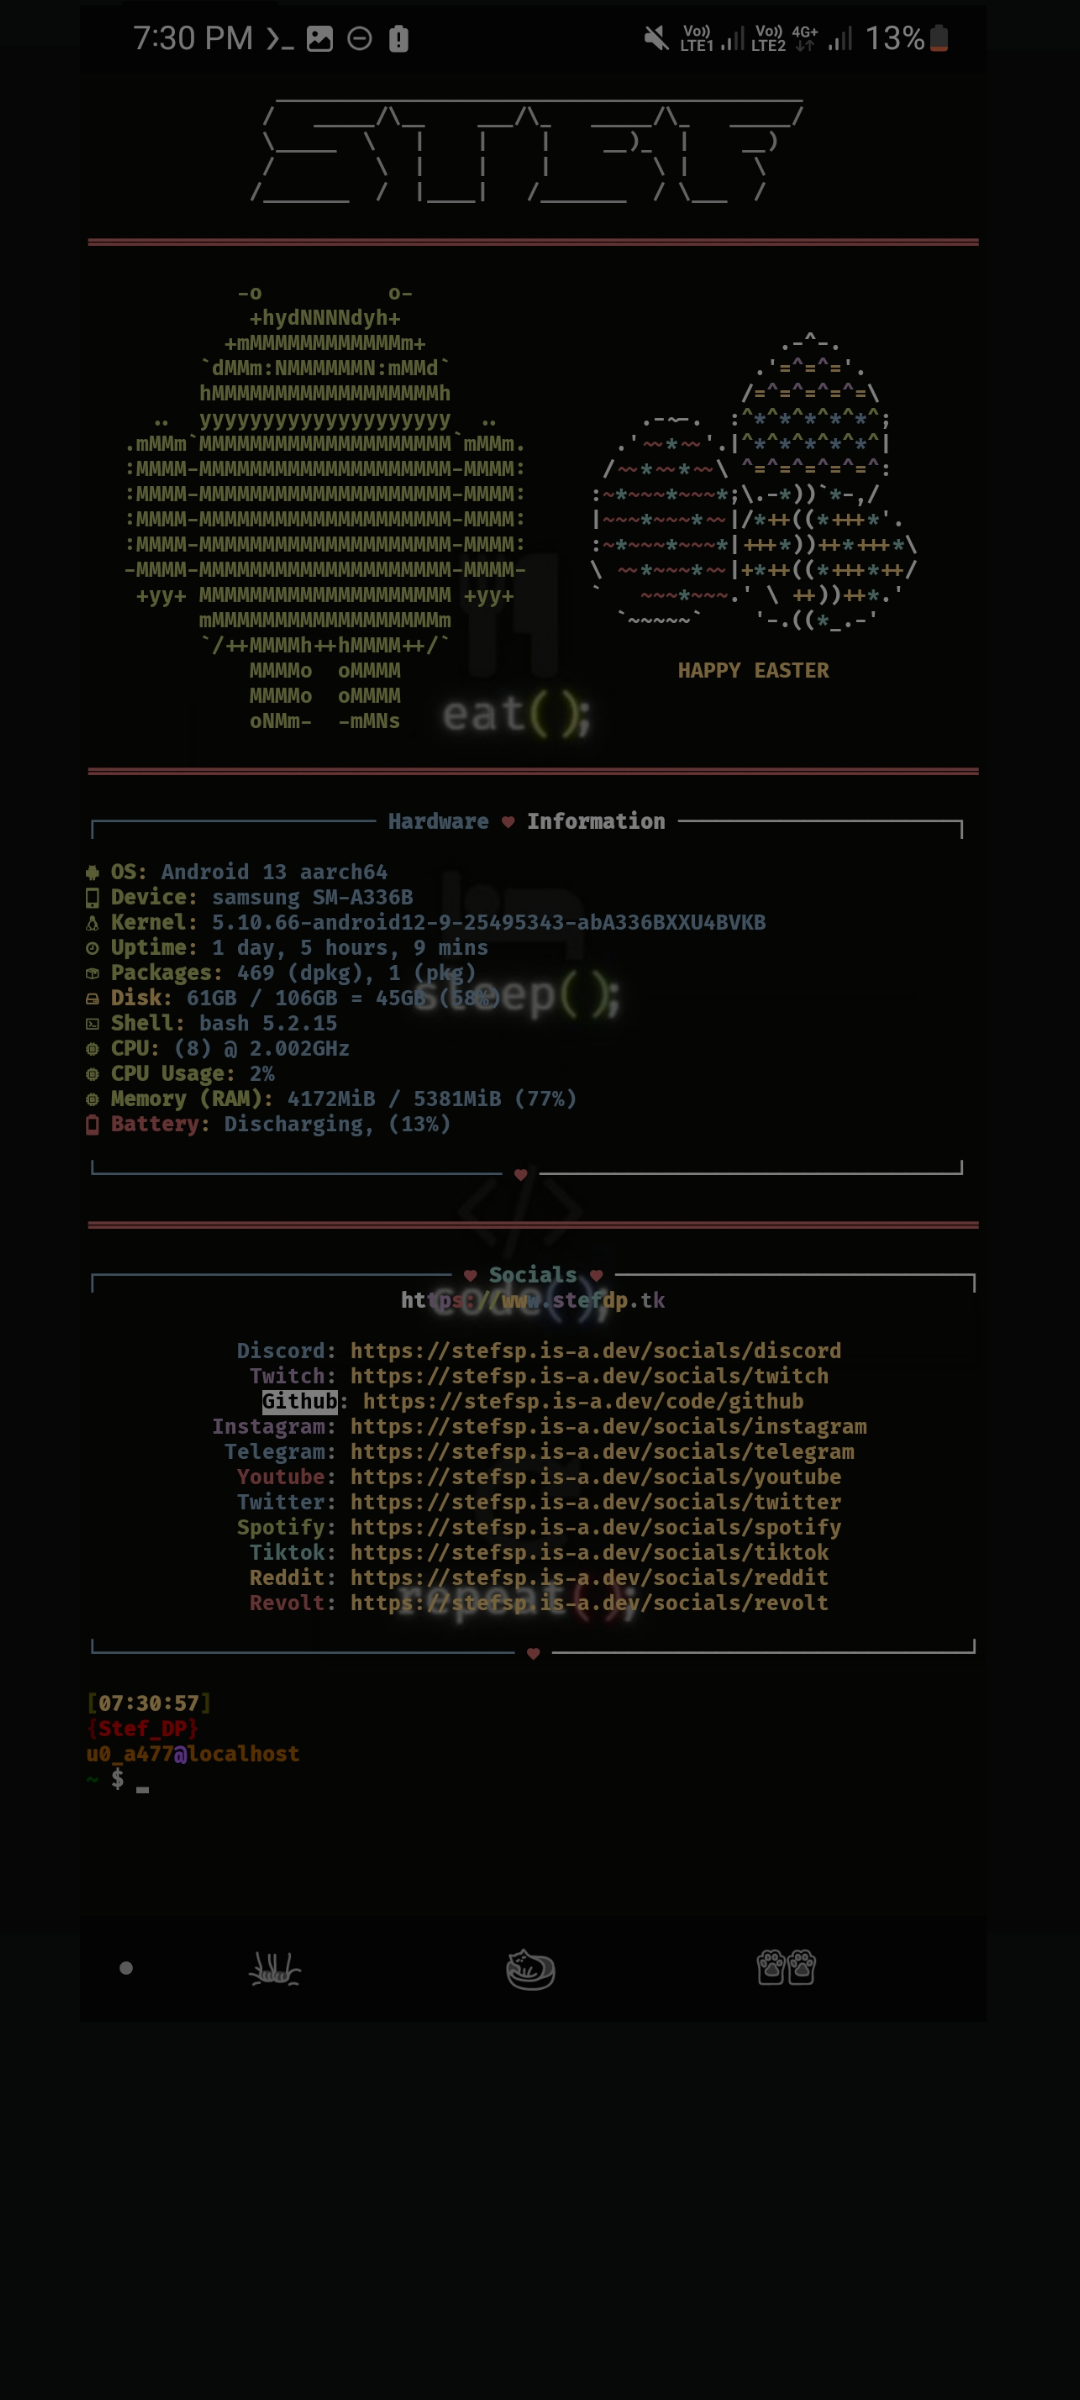 7:30 PM
Vo)) LTE1 Vo)) LTE2 4G+ 13%
STEF
-o          o-
+hydNNNNdyh+
+mMMMMMMMMMMMMm+
`dMMm:NMMMMMMN:mMMd`
hMMMMMMMMMMMMMMMMMMh
..  yyyyyyyyyyyyyyyyyyyy  ..
.mMMm`MMMMMMMMMMMMMMMMMMMM`mMMm.
:MMMM-MMMMMMMMMMMMMMMMMMMM-MMMM:
:MMMM-MMMMMMMMMMMMMMMMMMMM-MMMM:
:MMMM-MMMMMMMMMMMMMMMMMMMM-MMMM:
:MMMM-MMMMMMMMMMMMMMMMMMMM-MMMM:
-MMMM-MMMMMMMMMMMMMMMMMMMM-MMMM-
+yy+ MMMMMMMMMMMMMMMMMMMM +yy+
mMMMMMMMMMMMMMMMMMMm
`/++MMMMh++hMMMM++/`
MMMMo  oMMMM
MMMMo  oMMMM
oNMm-  -mMNs
HAPPY EASTER
eat();
Hardware ♥ Information
OS: Android 13 aarch64
Device: samsung SM-A336B
Kernel: 5.10.66-android12-9-25495343-abA336BXXU4BVKB
Uptime: 1 day, 5 hours, 9 mins
Packages: 469 (dpkg), 1 (pkg)
Disk: 61GB / 106GB = 45GB (58%)
sleep();
Shell: bash 5.2.15
CPU: (8) @ 2.002GHz
CPU Usage: 2%
Memory (RAM): 4172MiB / 5381MiB (77%)
Battery: Discharging, (13%)
♥ Socials ♥
https://www.stefdp.tk
code();
Discord: https://stefsp.is-a.dev/socials/discord
Twitch: https://stefsp.is-a.dev/socials/twitch
Github: https://stefsp.is-a.dev/code/github
Instagram: https://stefsp.is-a.dev/socials/instagram
Telegram: https://stefsp.is-a.dev/socials/telegram
Youtube: https://stefsp.is-a.dev/socials/youtube
Twitter: https://stefsp.is-a.dev/socials/twitter
Spotify: https://stefsp.is-a.dev/socials/spotify
Tiktok: https://stefsp.is-a.dev/socials/tiktok
Reddit: https://stefsp.is-a.dev/socials/reddit
Revolt: https://stefsp.is-a.dev/socials/revolt
repeat();
[07:30:57]
{Stef_DP}
u0_a477@localhost
~ $ _